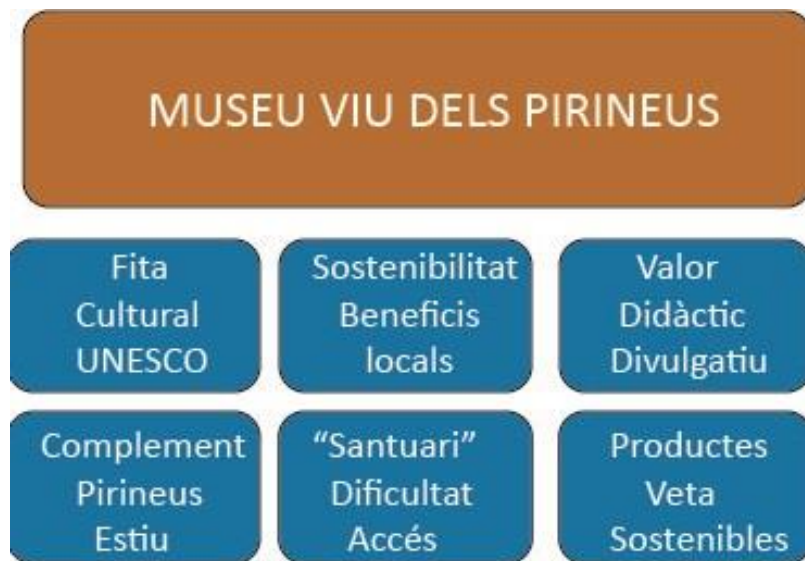 MUSEU VIU DELS PIRINEUS
Fita
Cultural
UNESCO
Sostenibilitat
Beneficis
locals
Valor
Didàctic
Divulgatiu
Complement
Pirineus
Estiu
“Santuari”
Dificultat
Accés
Productes
Veta
Sostenibles